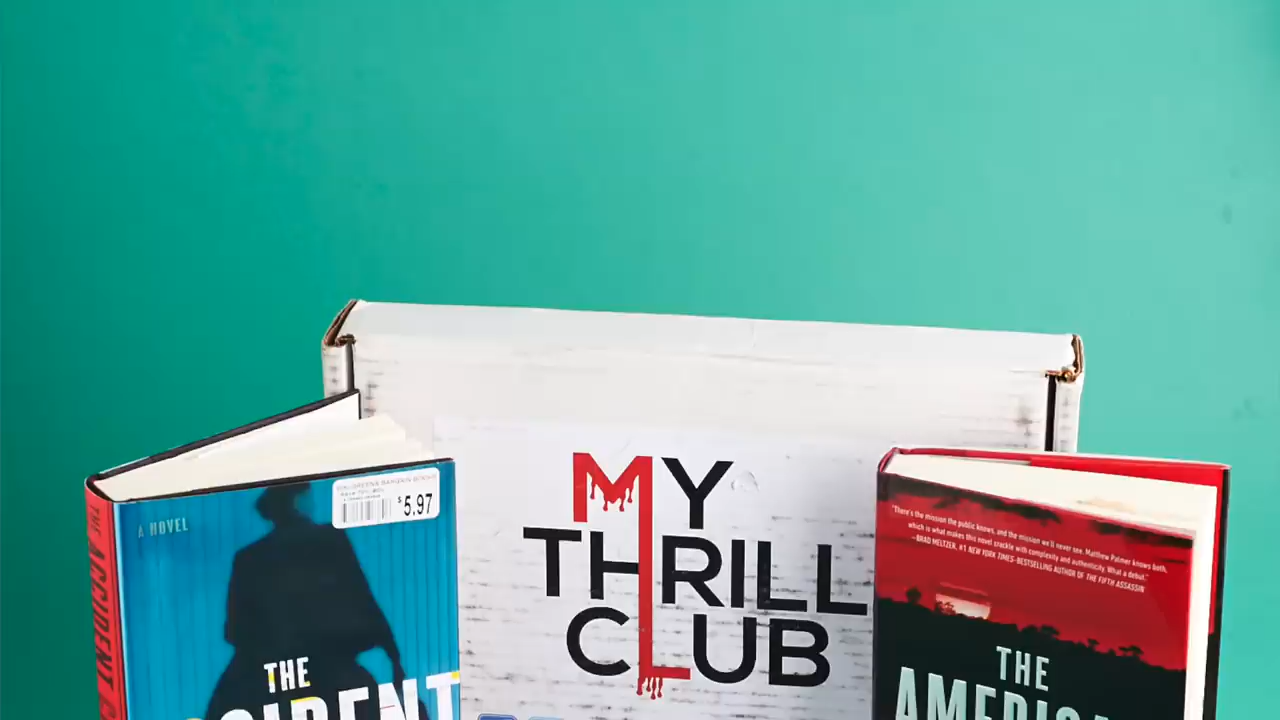 MY
THRILL
CLUB
A NOVEL
$5.97
THE
THE ACCIDENT
"There's the mission the public knows, and the mission we'll never see. Matthew Palmer knows both,
which is what makes this novel crackle with complexity and authenticity. What a debut."
—BRAD MELTZER, #1 NEW YORK TIMES-BESTSELLING AUTHOR OF THE FIFTH ASSASSIN
THE